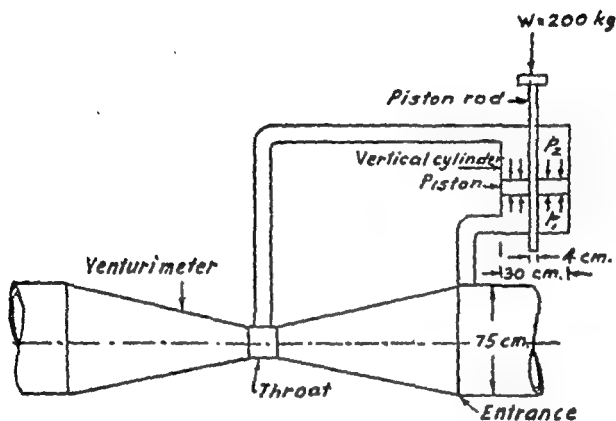 W=200 kg
Piston rod
Vertical cylinder
Piston
P2
P1
4 cm.
30 cm.
Venturimeter
75 cm.
Throat
Entrance